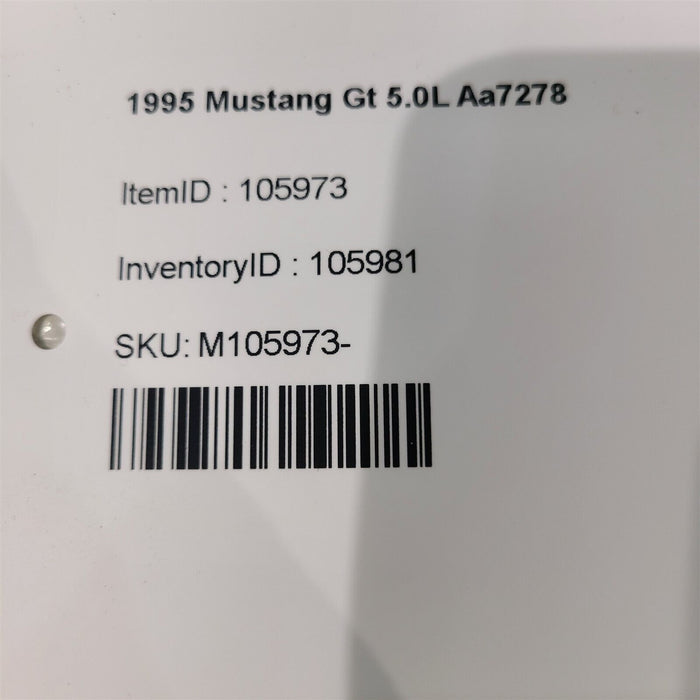 1995 Mustang Gt 5.0L Aa7278
ItemID : 105973
InventoryID : 105981
SKU: M105973-